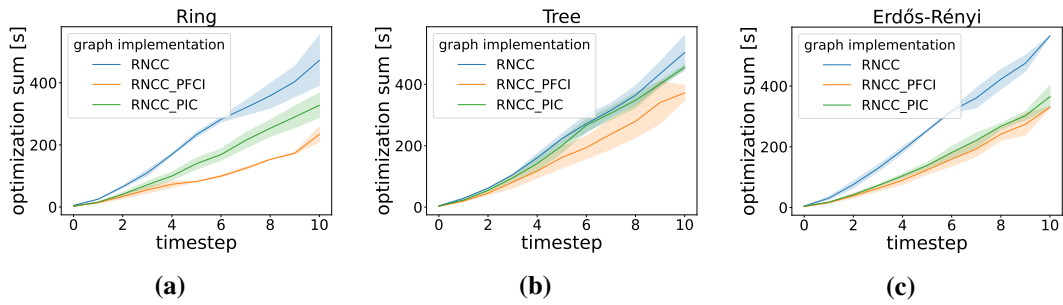 Ring
optimization sum [s]
400
200
0
graph implementation
RNCC
RNCC_PFCI
RNCC_PIC
0 2 4 6 8 10
timestep
(a)
Tree
optimization sum [s]
400
200
0
graph implementation
RNCC
RNCC_PFCI
RNCC_PIC
0 2 4 6 8 10
timestep
(b)
Erdős-Rényi
optimization sum [s]
400
200
0
graph implementation
RNCC
RNCC_PFCI
RNCC_PIC
0 2 4 6 8 10
timestep
(c)